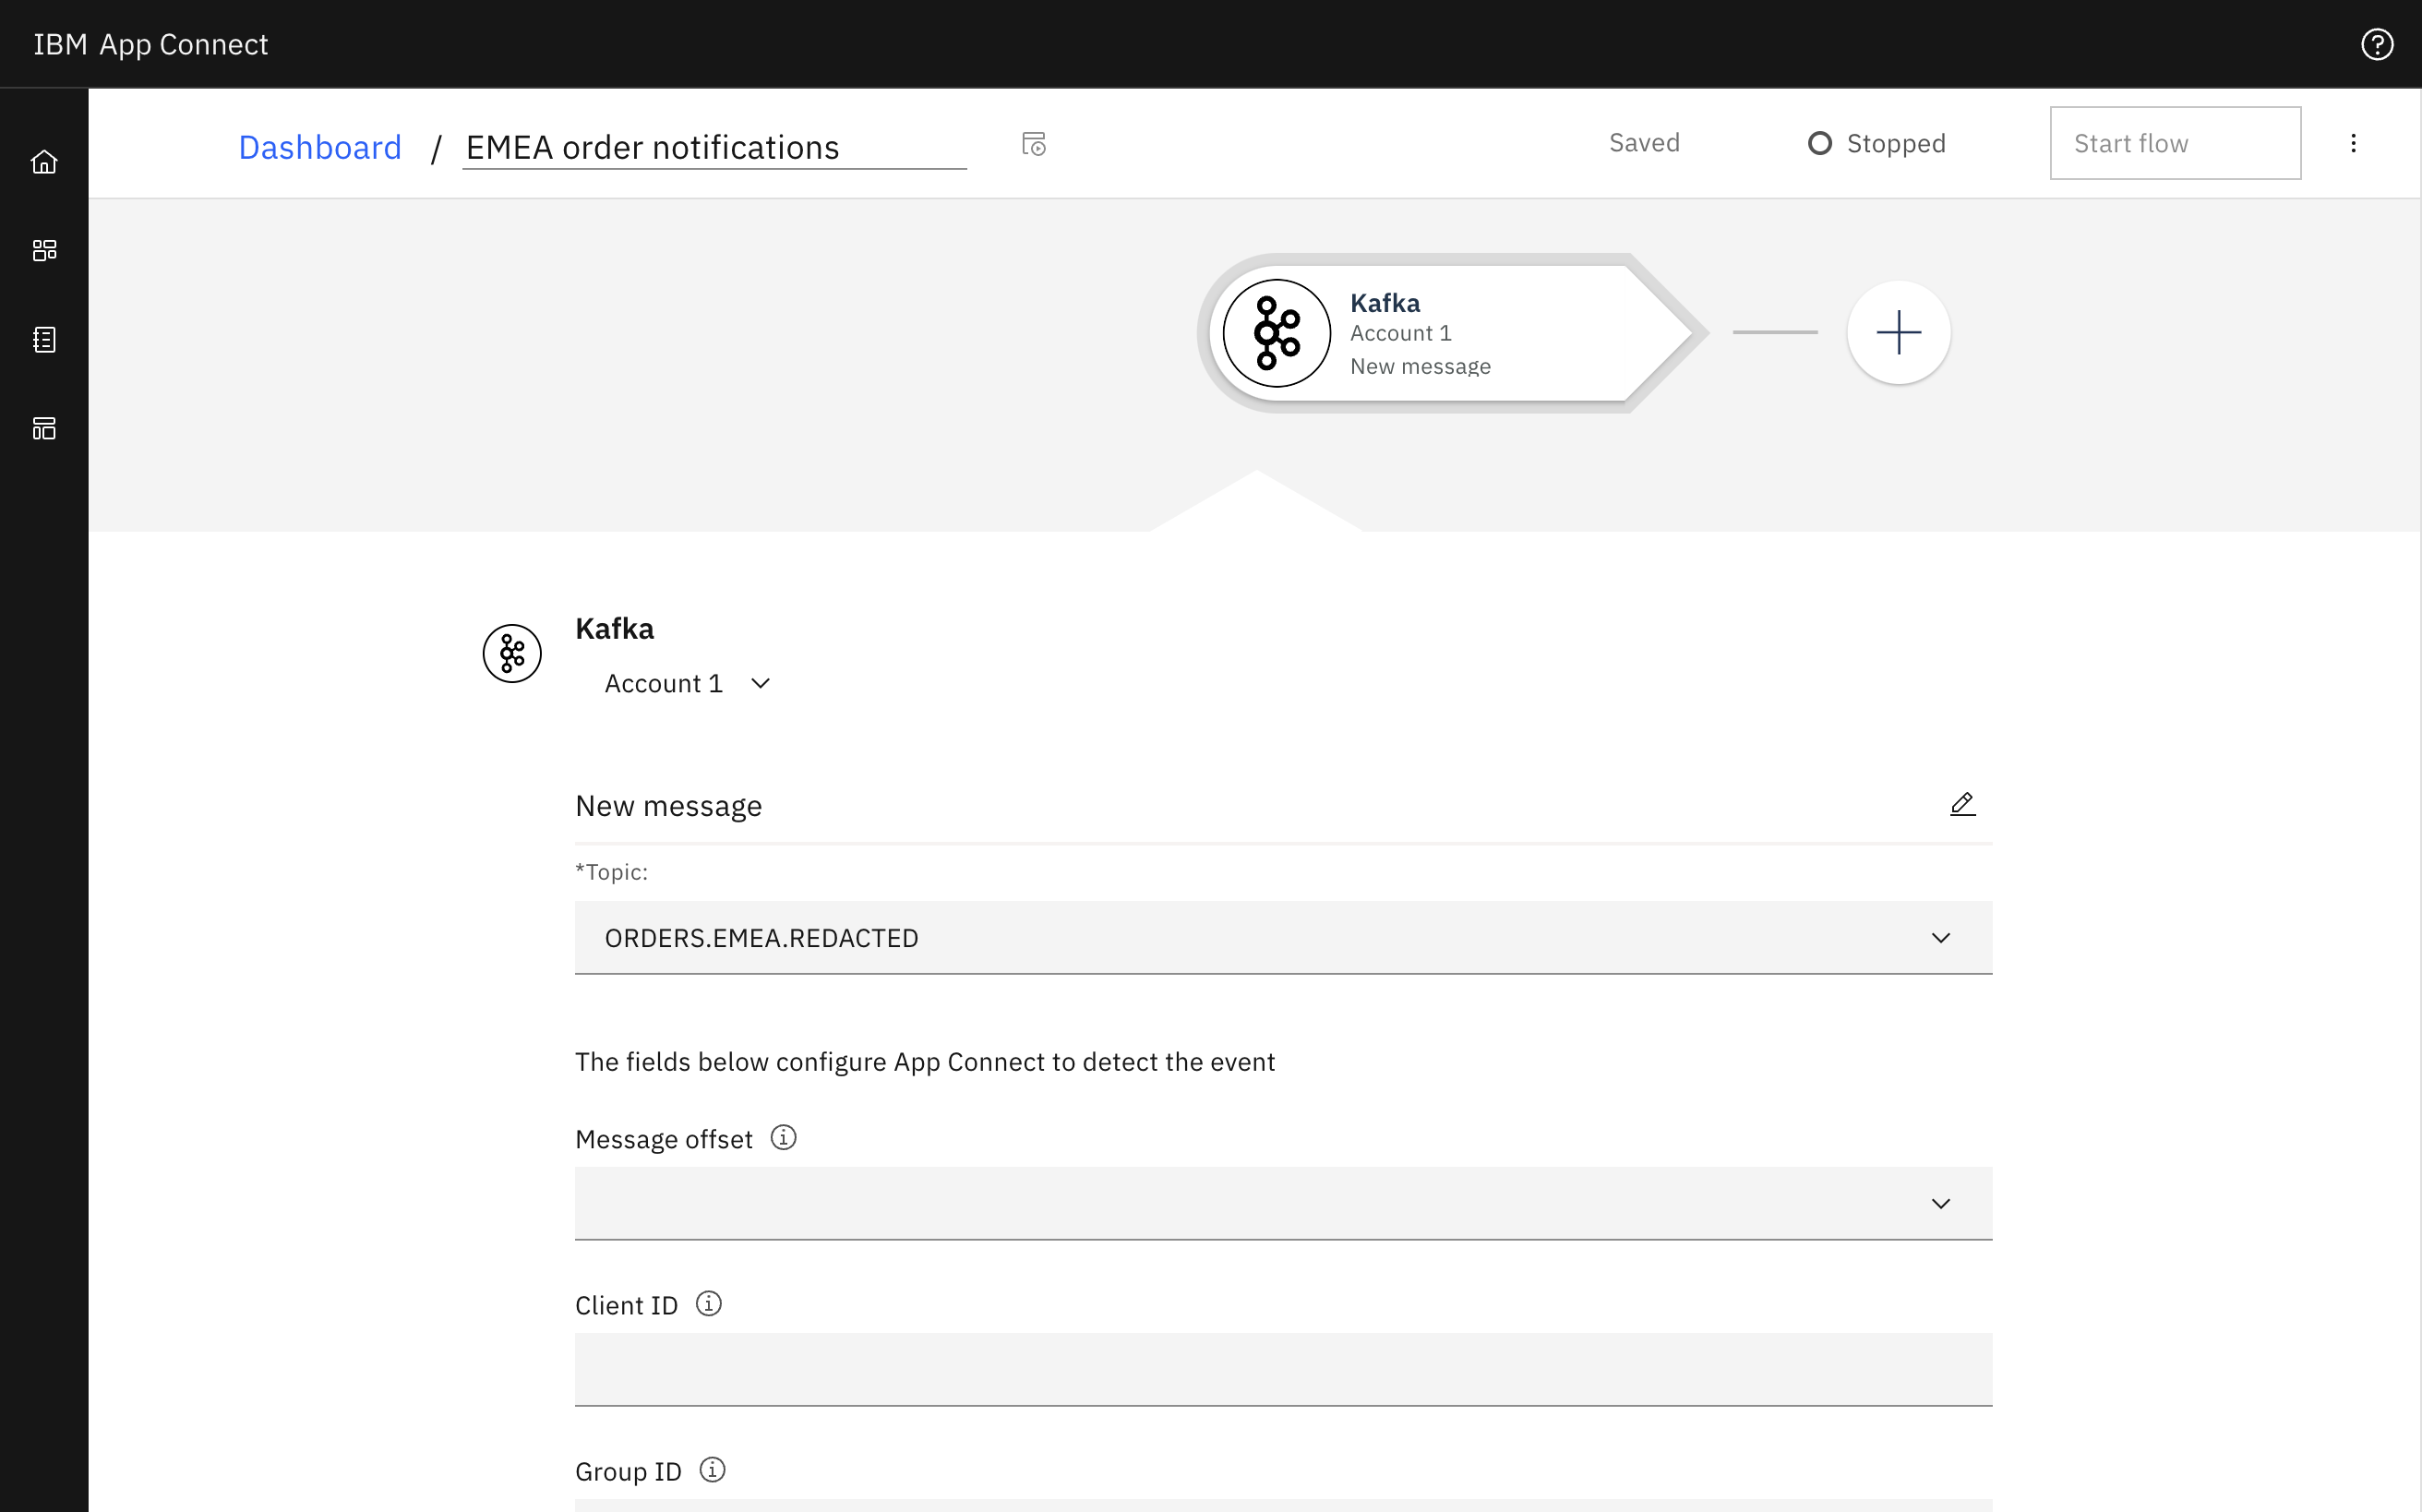 IBM App Connect
Dashboard / EMEA order notifications
Saved
Stopped
Start flow
Kafka
Account 1
New message
Kafka
Account 1
New message
*Topic:
ORDERS.EMEA.REDACTED
The fields below configure App Connect to detect the event
Message offset
Client ID
Group ID